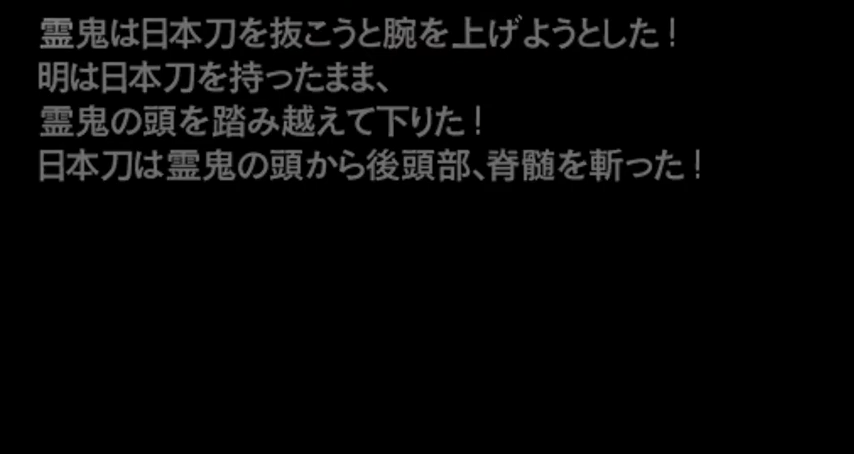 霊鬼は日本刀を抜こうと腕を上げようとした！
明は日本刀を持ったまま、
霊鬼の頭を踏み越えて下りた！
日本刀は霊鬼の頭から後頭部、脊髄を斬った！